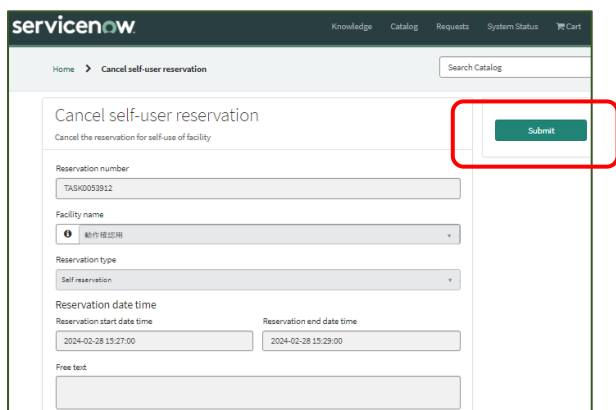 servicenow
Knowledge Catalog Requests System Status Cart
Home > Cancel self-user reservation
Search Catalog
Cancel self-user reservation
Cancel the reservation for self-use of facility
Submit
Reservation number
TASK0053912
Facility name
動作確認用
Reservation type
Self reservation
Reservation date time
Reservation start date time Reservation end date time
2024-02-28 15:27:00 2024-02-28 15:29:00
Free text